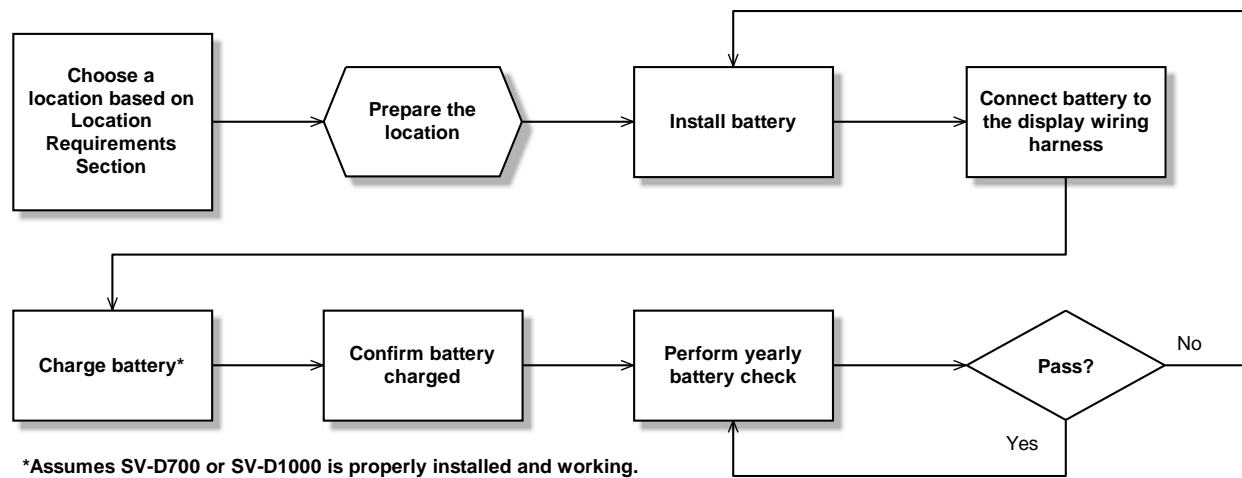 Choose a
location based on
Location
Requirements
Section
Prepare the
location
Install battery
Connect battery to
the display wiring
harness
Charge battery*
Confirm battery
charged
Perform yearly
battery check
Pass?
No
Yes
*Assumes SV-D700 or SV-D1000 is properly installed and working.